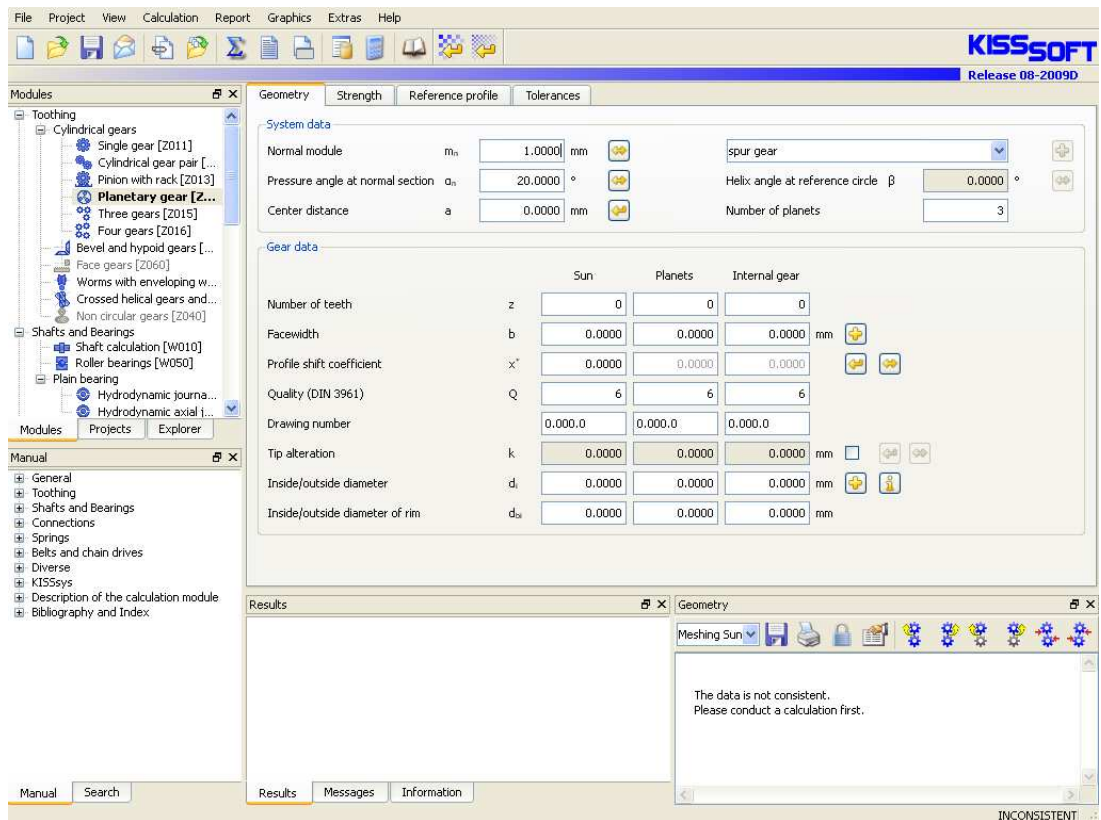 File Project View Calculation Report Graphics Extras Help
KISSSOFT
Release 08-2009D
Modules
Toothing
Cylindrical gears
Single gear [Z011]
Cylindrical gear pair [...
Pinion with rack [Z013]
Planetary gear [Z...
Three gears [Z015]
Four gears [Z016]
Bevel and hypoid gears [...
Face gears [Z060]
Worms with enveloping w...
Crossed helical gears and...
Non circular gears [Z040]
Shafts and Bearings
Shaft calculation [W010]
Roller bearings [W050]
Plain bearing
Hydrodynamic journa...
Hydrodynamic axial j...
Modules Projects Explorer
Manual
General
Toothing
Shafts and Bearings
Connections
Springs
Belts and chain drives
Diverse
KISSsys
Description of the calculation module
Bibliography and Index
Manual Search
Geometry Strength Reference profile Tolerances
System data
Normal module mₙ 1.0000 mm spur gear
Pressure angle at normal section αₙ 20.0000 ° Helix angle at reference circle β 0.0000 °
Center distance a 0.0000 mm Number of planets 3
Gear data
Sun Planets Internal gear
Number of teeth z 0 0 0
Facewidth b 0.0000 0.0000 0.0000 mm
Profile shift coefficient x* 0.0000 0.0000 0.0000
Quality (DIN 3961) Q 6 6 6
Drawing number 0.000.0 0.000.0 0.000.0
Tip alteration k 0.0000 0.0000 0.0000 mm
Inside/outside diameter dᵢ 0.0000 0.0000 0.0000 mm
Inside/outside diameter of rim dbi 0.0000 0.0000 0.0000 mm
Results
Results Messages Information
Geometry
Meshing Sun
The data is not consistent.
Please conduct a calculation first.
INCONSISTENT